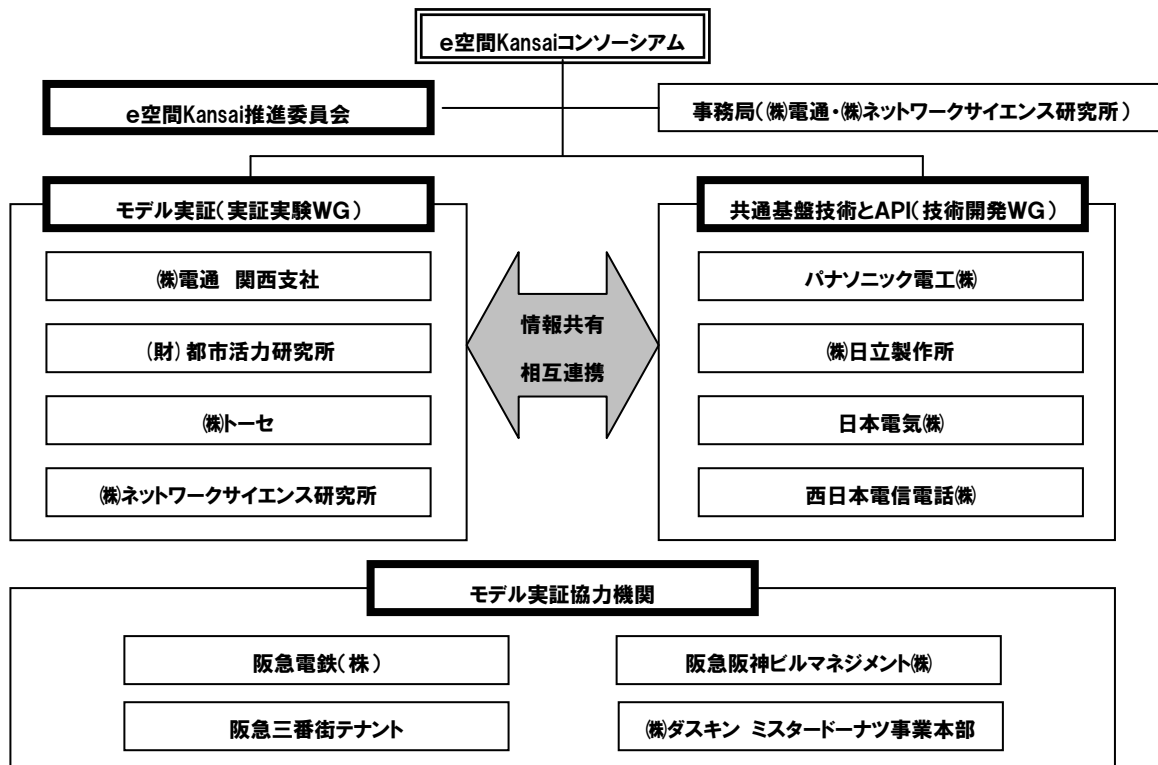 e空間Kansaiコンソーシアム
e空間Kansai推進委員会
事務局(㈱電通・㈱ネットワークサイエンス研究所)
モデル実証(実証実験WG)
共通基盤技術とAPI(技術開発WG)
㈱電通 関西支社
(財)都市活力研究所
㈱トーセ
㈱ネットワークサイエンス研究所
情報共有
相互連携
パナソニック電工㈱
㈱日立製作所
日本電気㈱
西日本電信電話㈱
モデル実証協力機関
阪急電鉄(株)
阪急阪神ビルマネジメント㈱
阪急三番街テナント
㈱ダスキン ミスタードーナツ事業本部